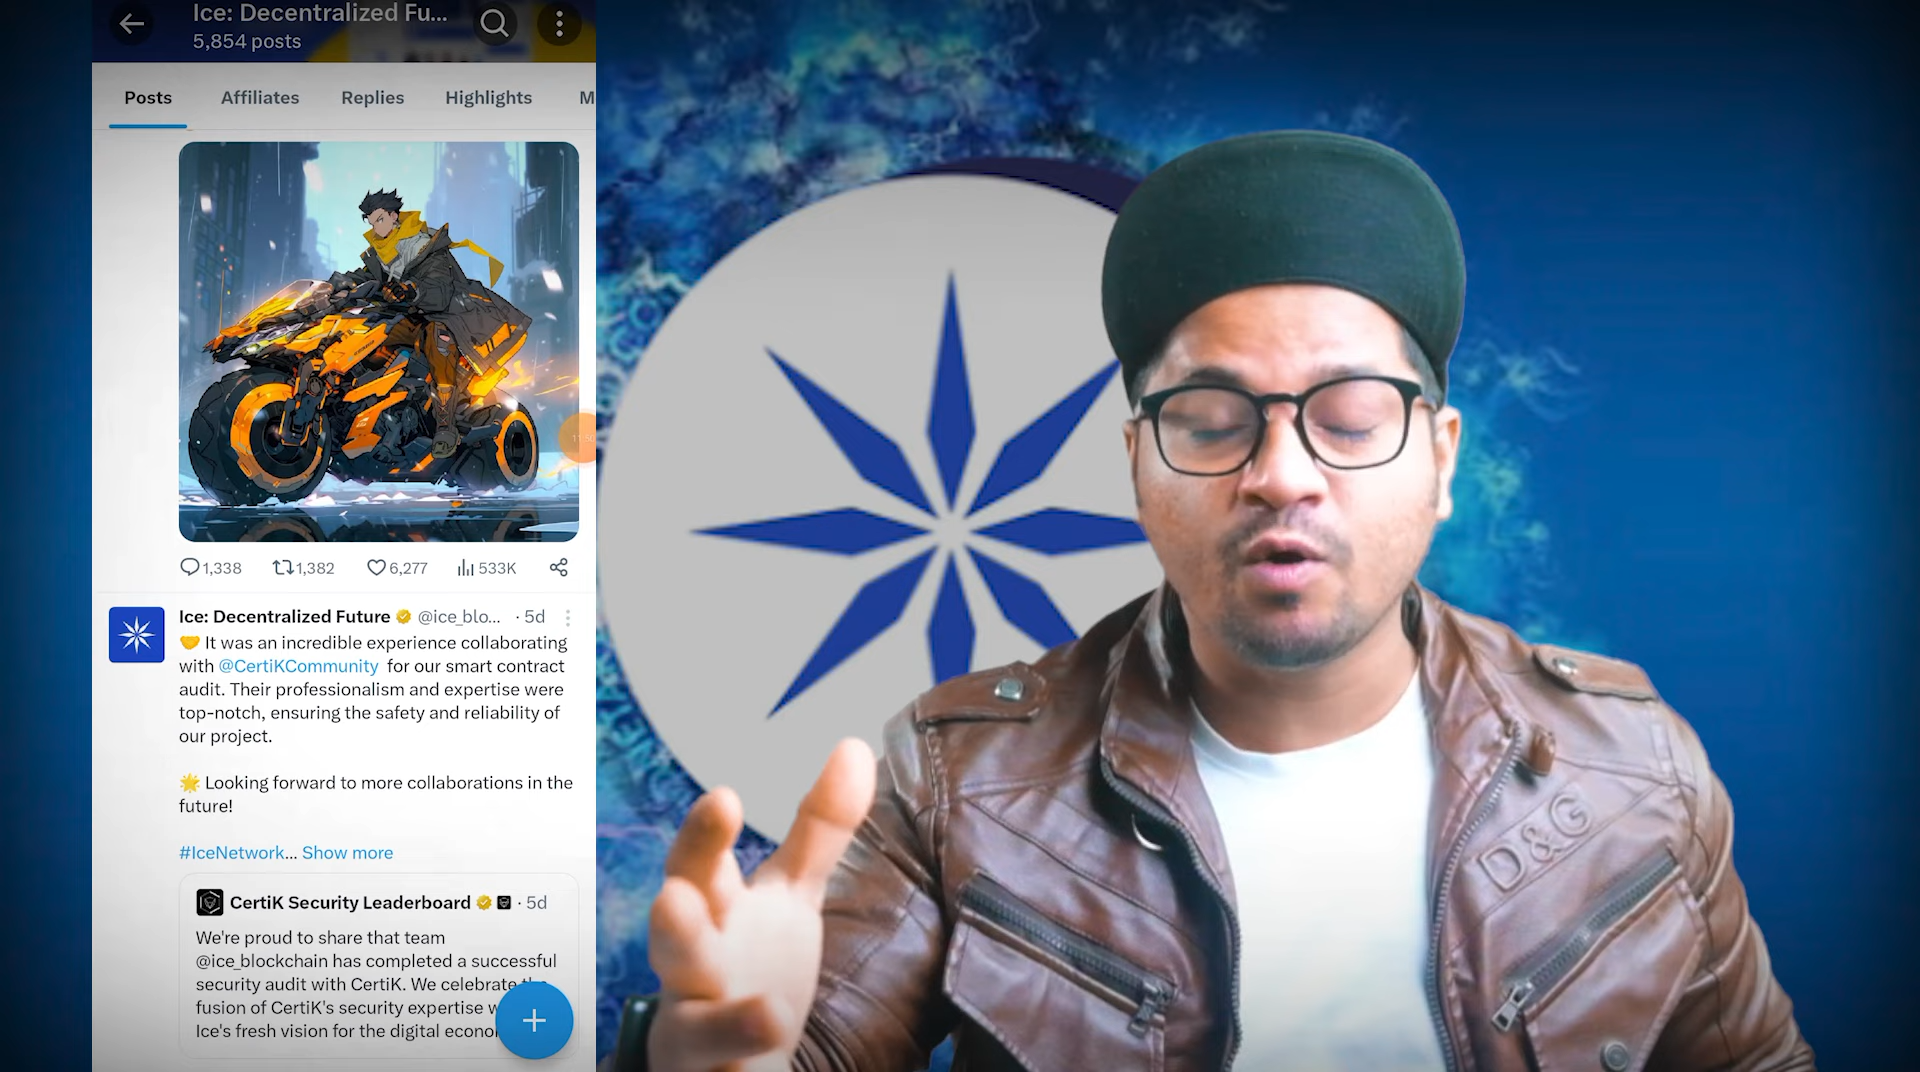 Ice: Decentralized Fu...
5,854 posts
Posts Affiliates Replies Highlights M
1,338 1,382 6,277 533K
Ice: Decentralized Future @ice_blo... · 5d
It was an incredible experience collaborating
with @CertiKCommunity for our smart contract
audit. Their professionalism and expertise were
top-notch, ensuring the safety and reliability of
our project.
Looking forward to more collaborations in the
future!
#IceNetwork... Show more
CertiK Security Leaderboard · 5d
We're proud to share that team
@ice_blockchain has completed a successful
security audit with CertiK. We celebrate
fusion of CertiK's security expertise
Ice's fresh vision for the digital
D&G